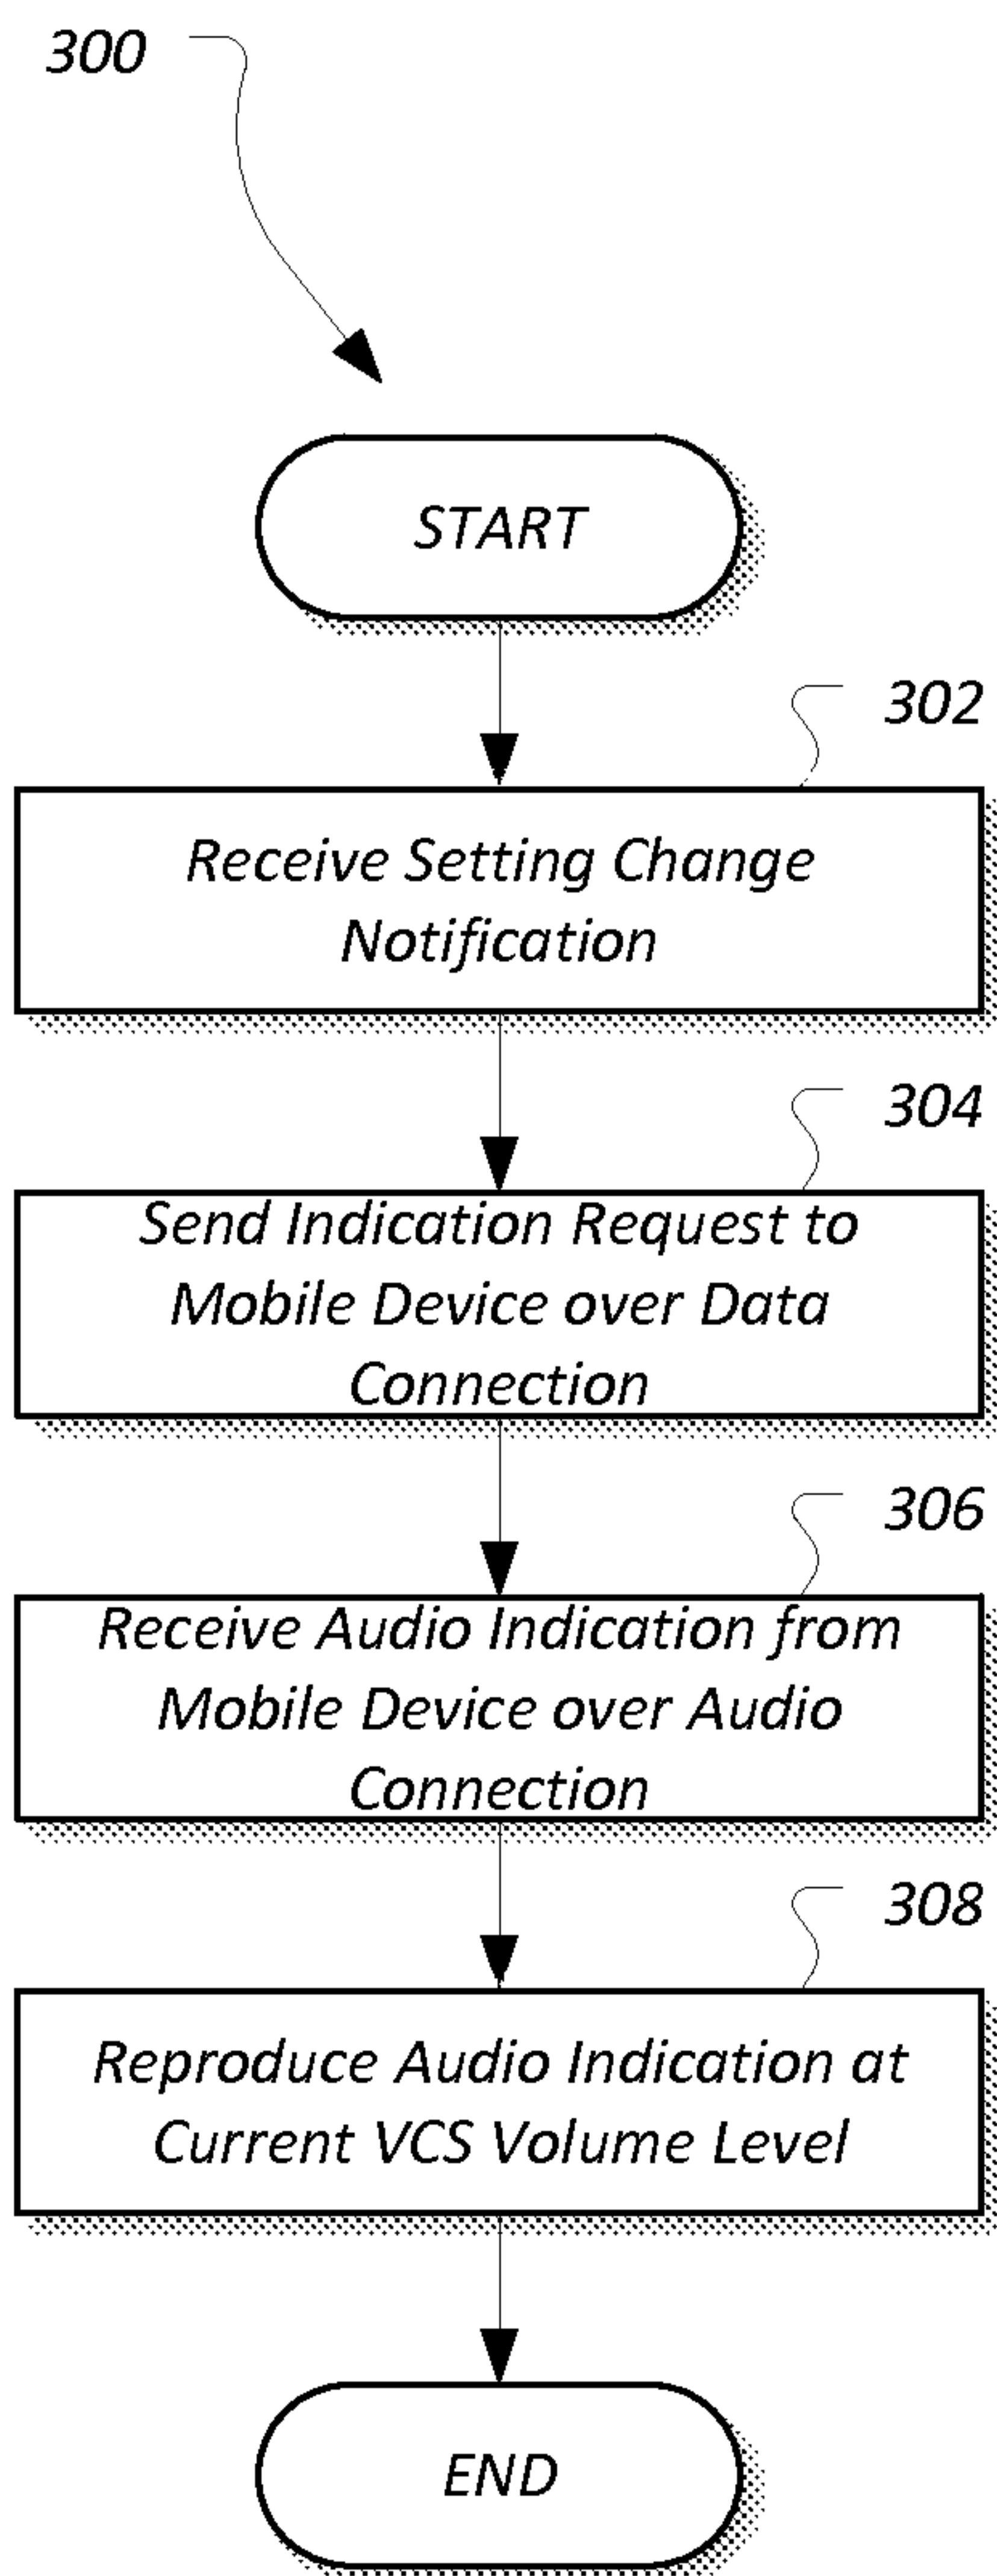 300
START
302
Receive Setting Change
Notification
304
Send Indication Request to
Mobile Device over Data
Connection
306
Receive Audio Indication from
Mobile Device over Audio
Connection
308
Reproduce Audio Indication at
Current VCS Volume Level
END